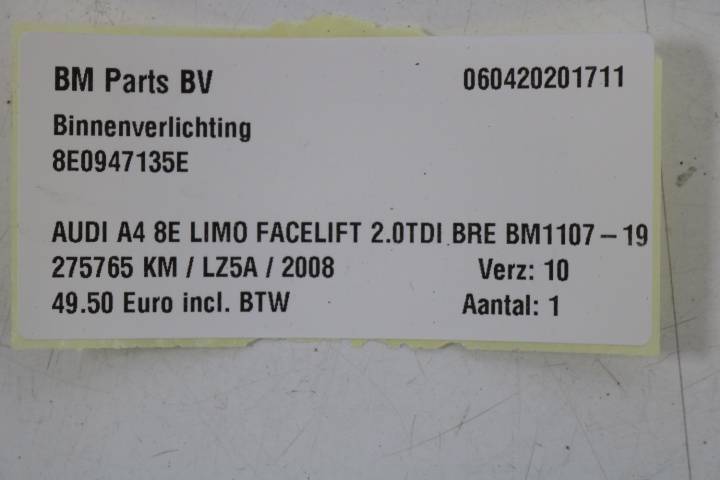 BM Parts BV 060420201711
Binnenverlichting
8E0947135E
AUDI A4 8E LIMO FACELIFT 2.0TDI BRE BM1107-19
275765 KM / LZ5A / 2008 Verz: 10
49.50 Euro incl. BTW Aantal: 1